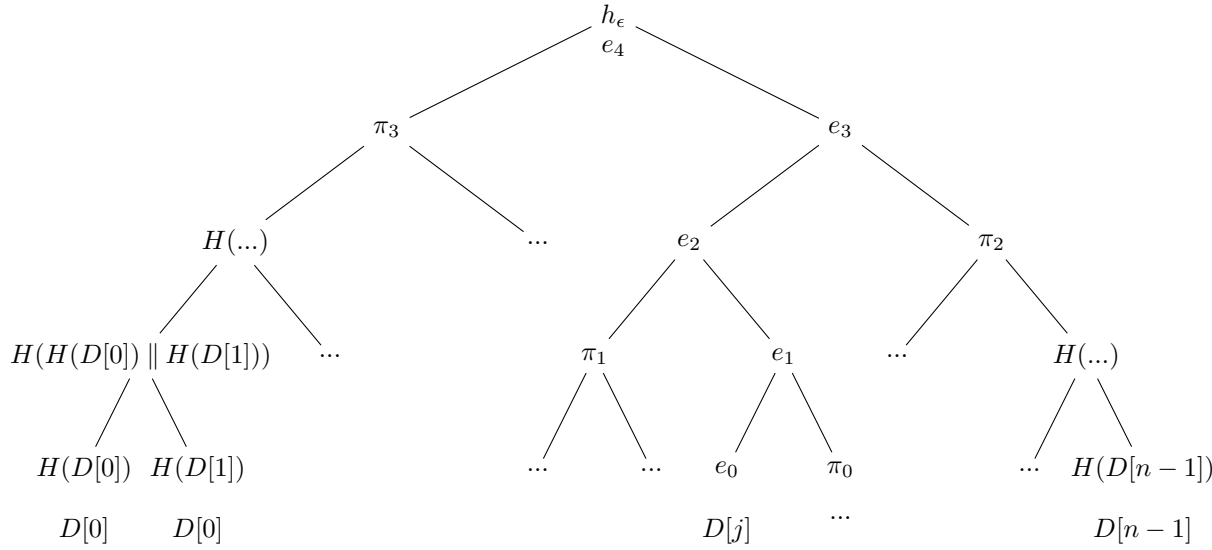 h_ϵ
e_4
π_3 e_3
H(...) ... e_2 π_2
H(H(D[0]) ∥ H(D[1])) ... π_1 e_1 ... H(...)
H(D[0]) H(D[1]) ... ... e_0 π_0 ... H(D[n − 1])
D[0] D[0] D[j] ... D[n − 1]